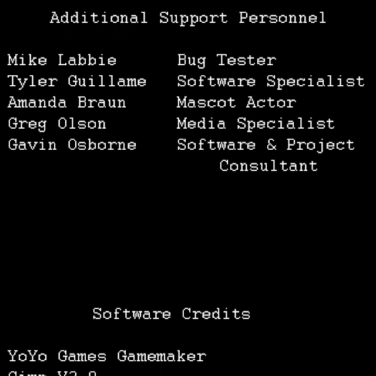 Additional Support Personnel
Mike Labbie Bug Tester
Tyler Guillame Software Specialist
Amanda Braun Mascot Actor
Greg Olson Media Specialist
Gavin Osborne Software & Project
Consultant
Software Credits
YoYo Games Gamemaker